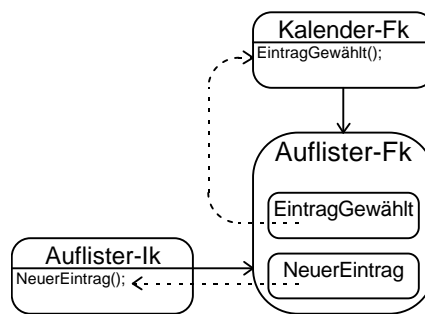 Kalender-Fk
EintragGewählt();
Auflister-Fk
EintragGewählt
NeuerEintrag
Auflister-Ik
NeuerEintrag();